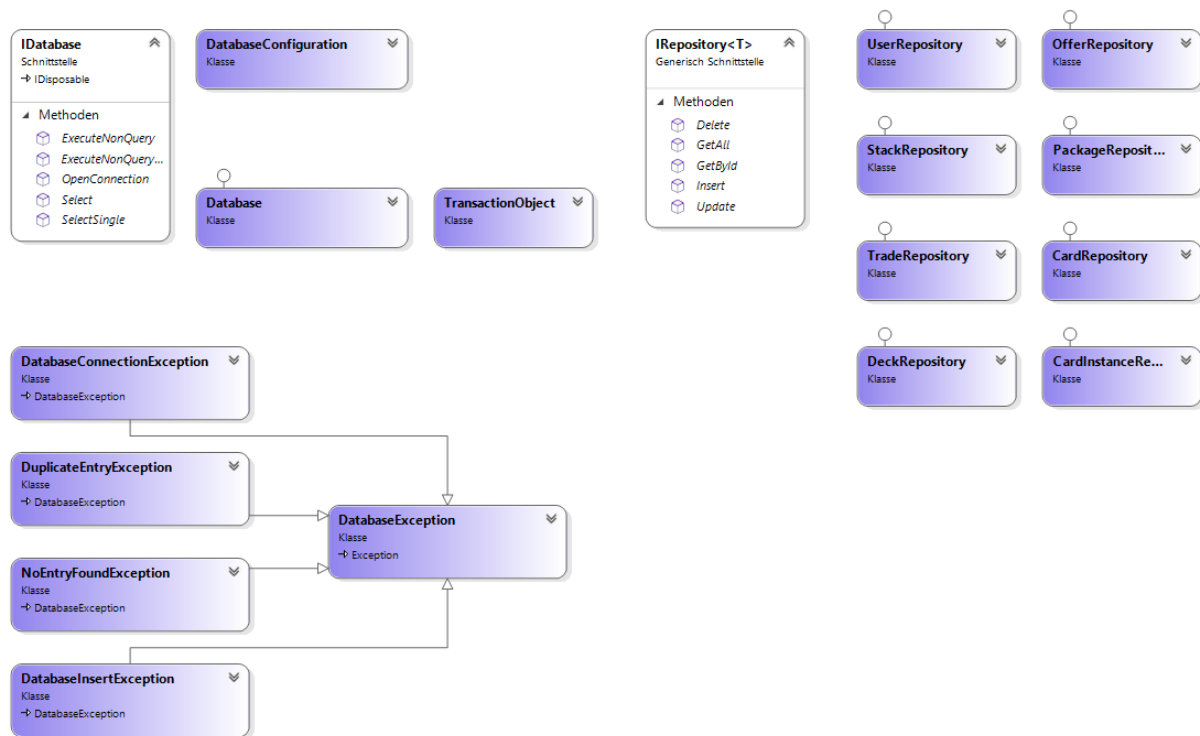 IDatabase
Schnittstelle
IDisposable
Methoden
ExecuteNonQuery
ExecuteNonQuery...
OpenConnection
Select
SelectSingle
DatabaseConfiguration
Klasse
Database
Klasse
TransactionObject
Klasse
IRepository<T>
Generisch Schnittstelle
Methoden
Delete
GetAll
GetById
Insert
Update
UserRepository
Klasse
OfferRepository
Klasse
StackRepository
Klasse
PackageReposit...
Klasse
TradeRepository
Klasse
CardRepository
Klasse
DeckRepository
Klasse
CardInstanceRe...
Klasse
DatabaseConnectionException
Klasse
DatabaseException
DuplicateEntryException
Klasse
DatabaseException
DatabaseException
Klasse
Exception
NoEntryFoundException
Klasse
DatabaseException
DatabaseInsertException
Klasse
DatabaseException